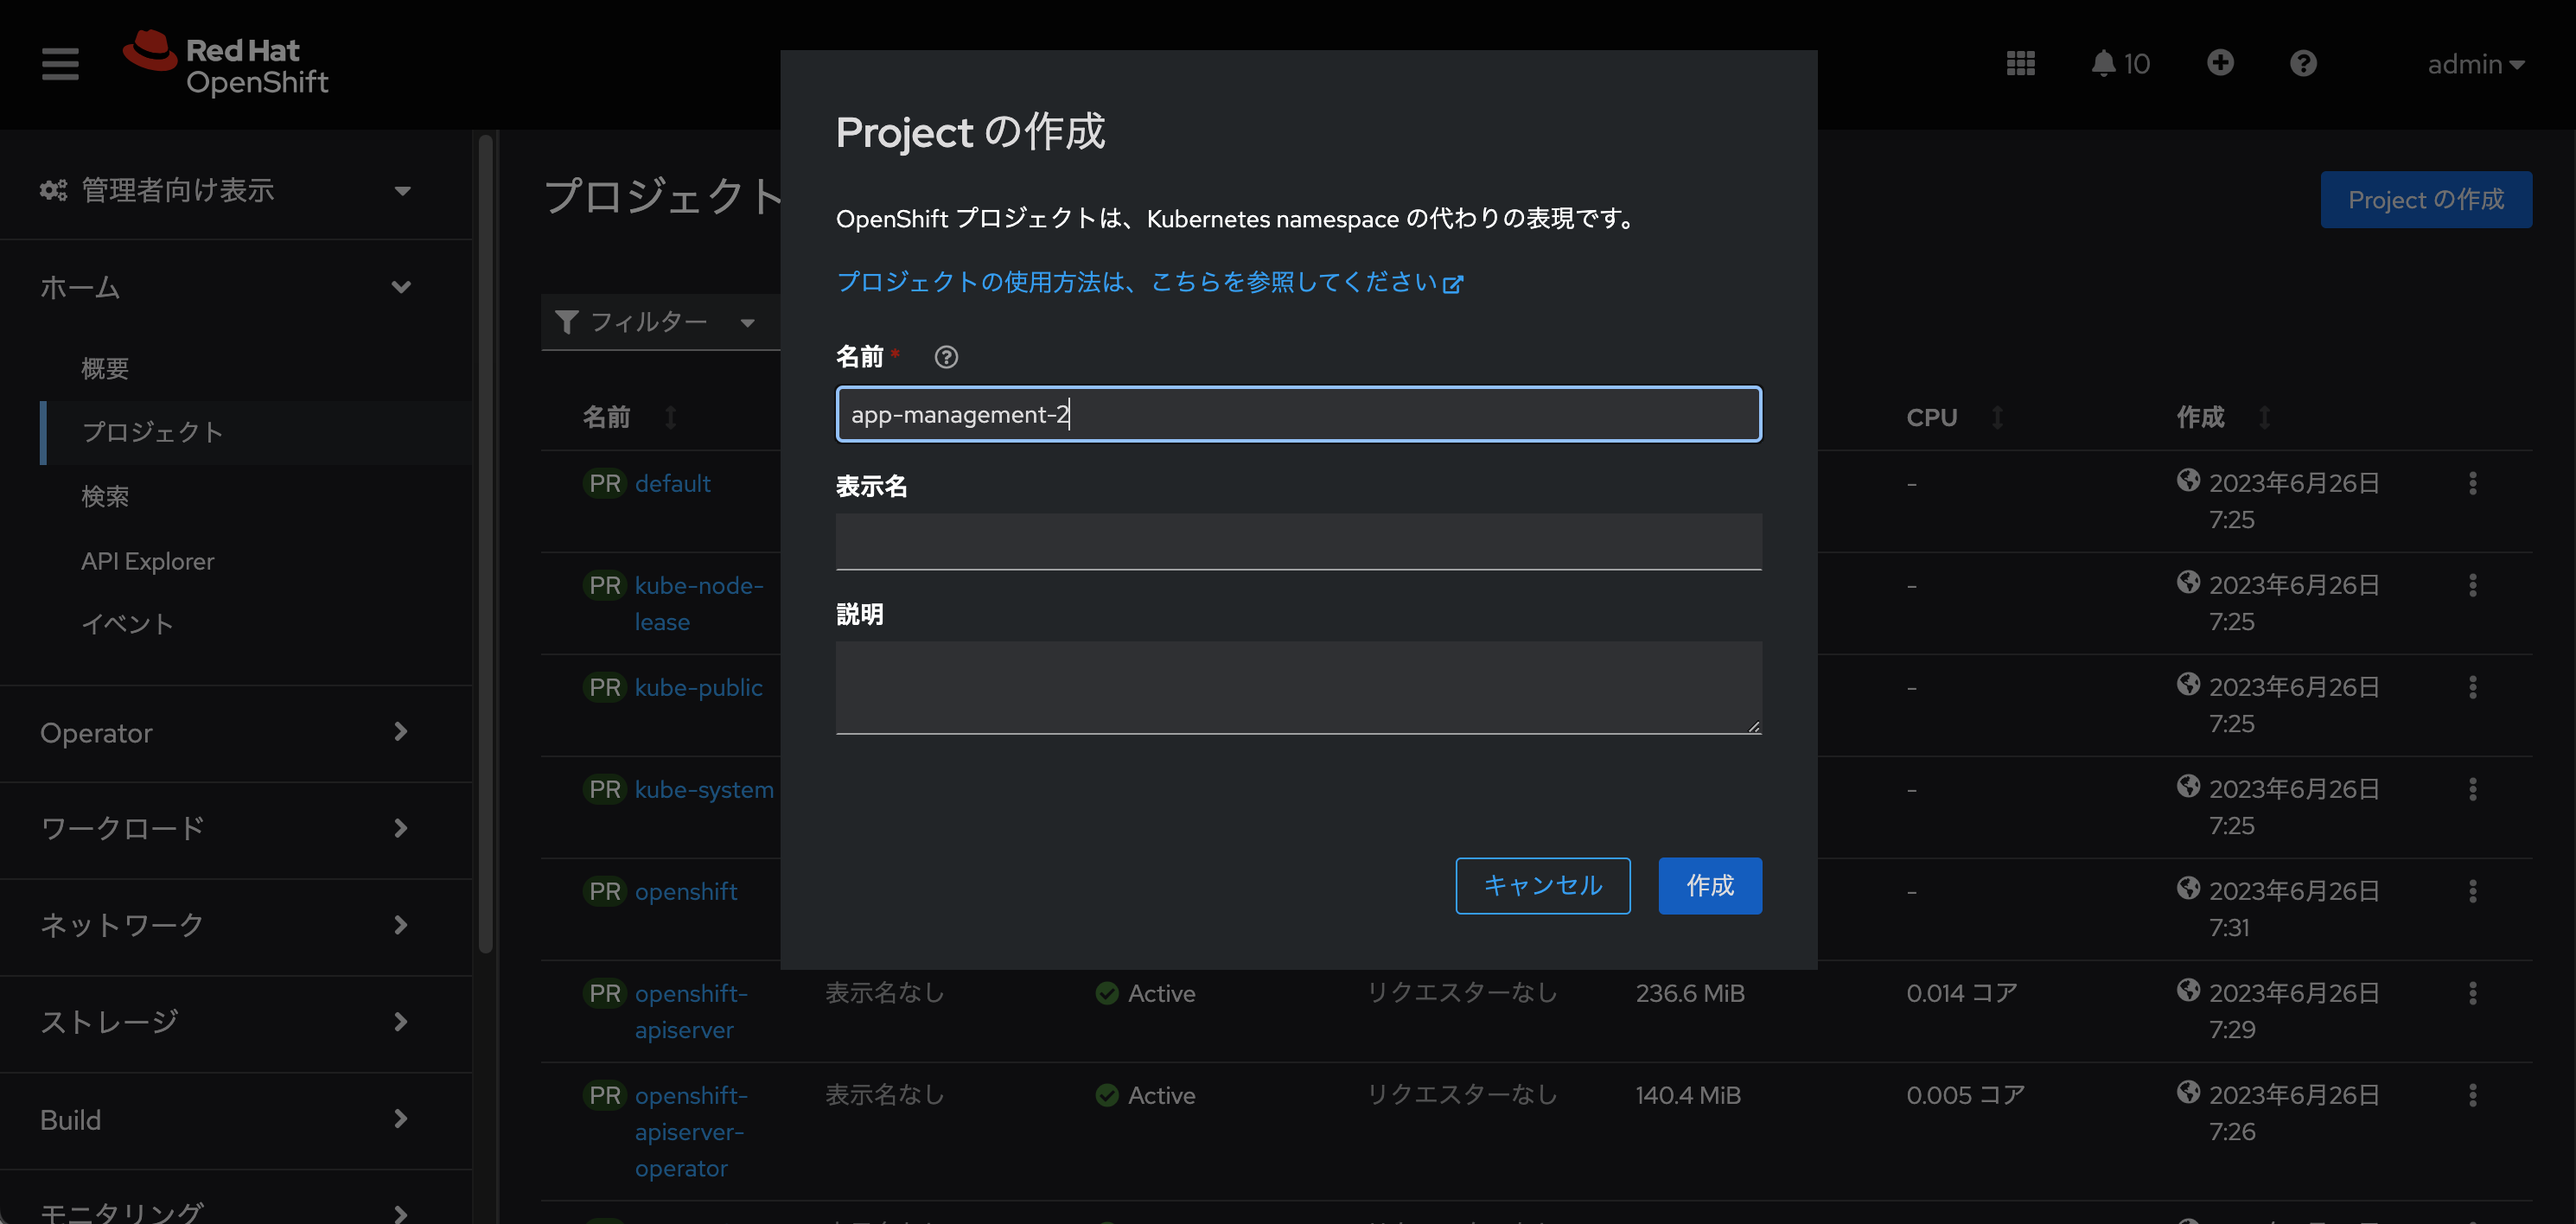 Red Hat
OpenShift
10
admin
管理者向け表示
ホーム
概要
プロジェクト
検索
API Explorer
イベント
Operator
ワークロード
ネットワーク
ストレージ
Build
モニタリング
プロジェクト
Project の作成
フィルター
名前
CPU
作成
PR default
-
2023年6月26日
7:25
PR kube-node-
lease
-
2023年6月26日
7:25
PR kube-public
-
2023年6月26日
7:25
PR kube-system
-
2023年6月26日
7:25
PR openshift
-
2023年6月26日
7:31
PR openshift-
apiserver
表示名なし
Active
リクエスターなし
236.6 MiB
0.014 コア
2023年6月26日
7:29
PR openshift-
apiserver-
operator
表示名なし
Active
リクエスターなし
140.4 MiB
0.005 コア
2023年6月26日
7:26
Project の作成
OpenShift プロジェクトは、Kubernetes namespace の代わりの表現です。
プロジェクトの使用方法は、こちらを参照してください
名前 *
app-management-2
表示名
説明
キャンセル
作成